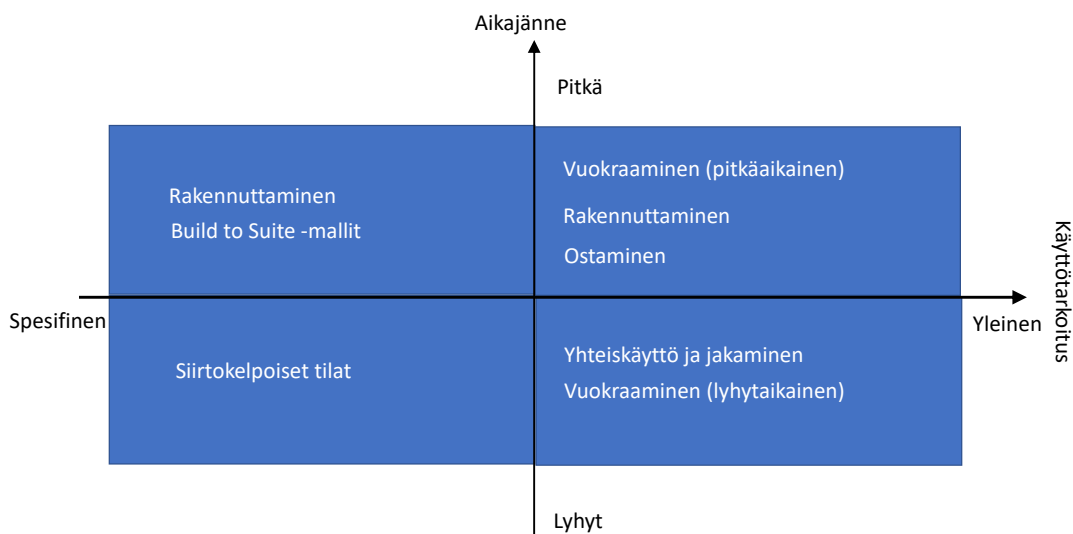 Aikajänne
Pitkä
Rakennuttaminen
Build to Suite -mallit
Vuokraaminen (pitkäaikainen)
Rakennuttaminen
Ostaminen
Käyttötarkoitus
Spesifinen
Yleinen
Siirtokelpoiset tilat
Yhteiskäyttö ja jakaminen
Vuokraaminen (lyhytaikainen)
Lyhyt